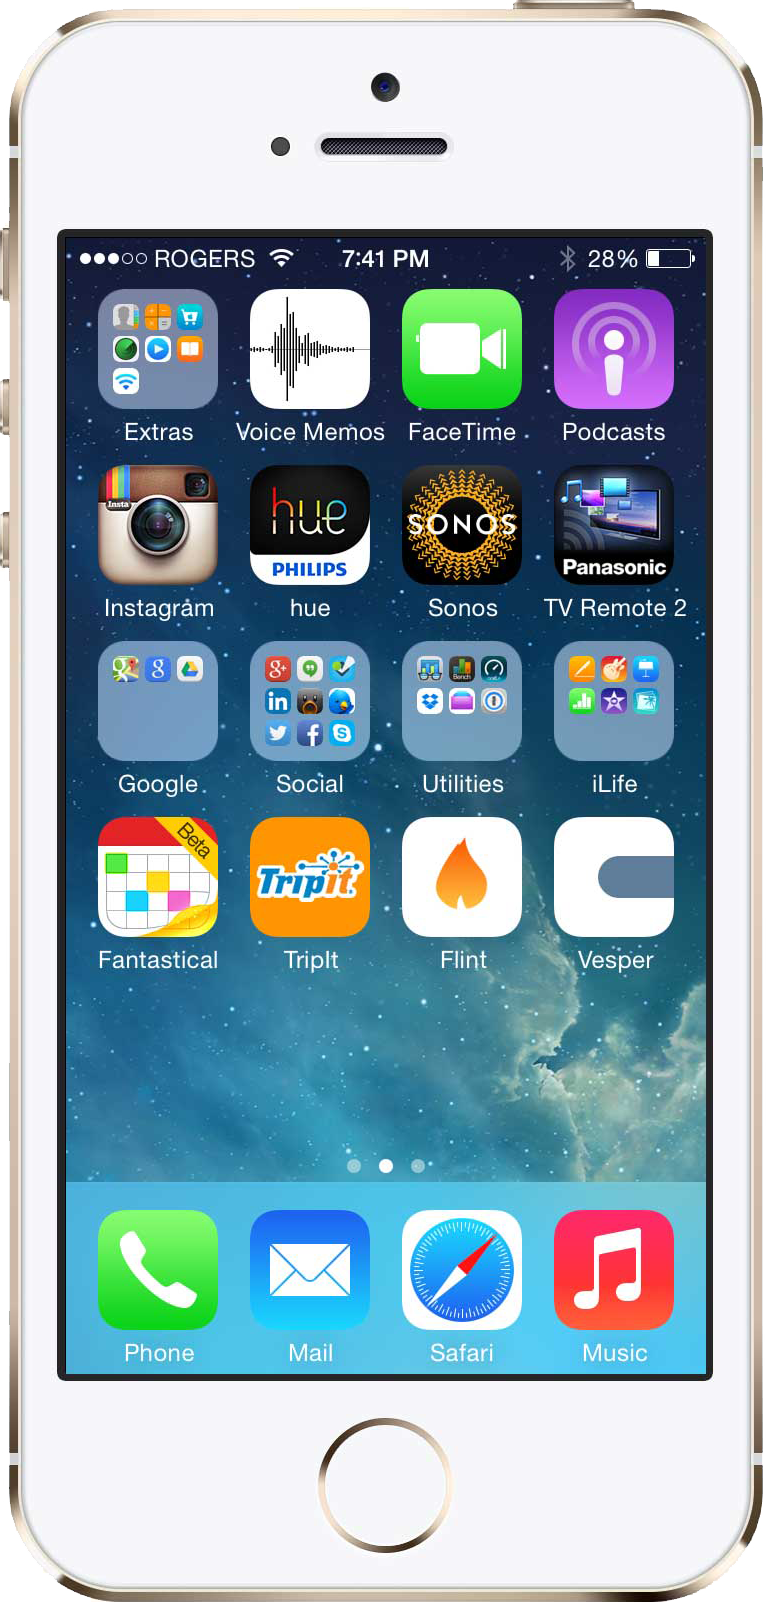 ROGERS 7:41 PM 28%
Extras Voice Memos FaceTime Podcasts
Insta
hue
PHILIPS
SONOS
Panasonic
Instagram hue Sonos TV Remote 2
g g+ in f S
Bench
Google Social Utilities iLife
Beta
TripIt
Fantastical TripIt Flint Vesper
Phone Mail Safari Music